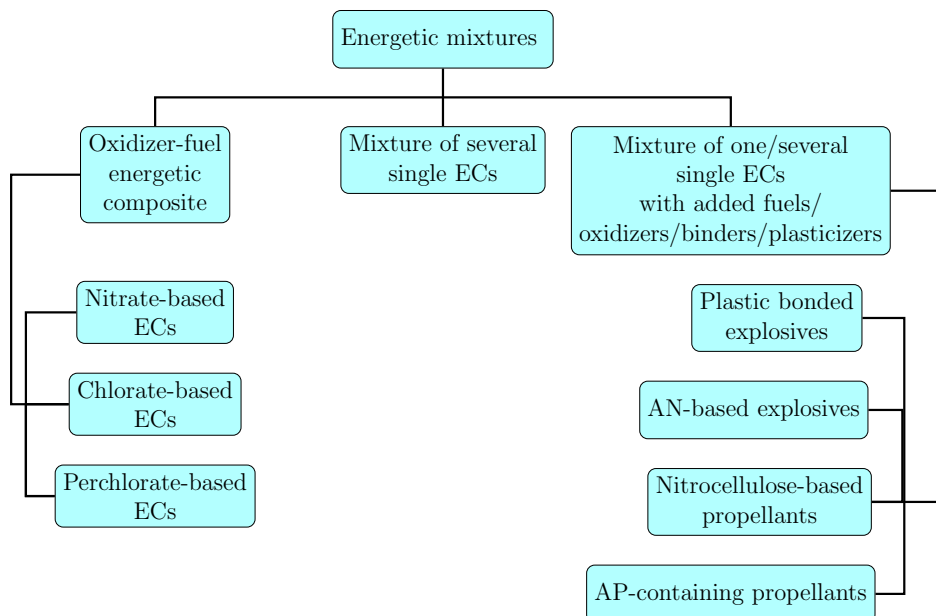 Energetic mixtures
Oxidizer-fuel
energetic
composite
Mixture of several
single ECs
Mixture of one/several
single ECs
with added fuels/
oxidizers/binders/plasticizers
Nitrate-based
ECs
Chlorate-based
ECs
Perchlorate-based
ECs
Plastic bonded
explosives
AN-based explosives
Nitrocellulose-based
propellants
AP-containing propellants